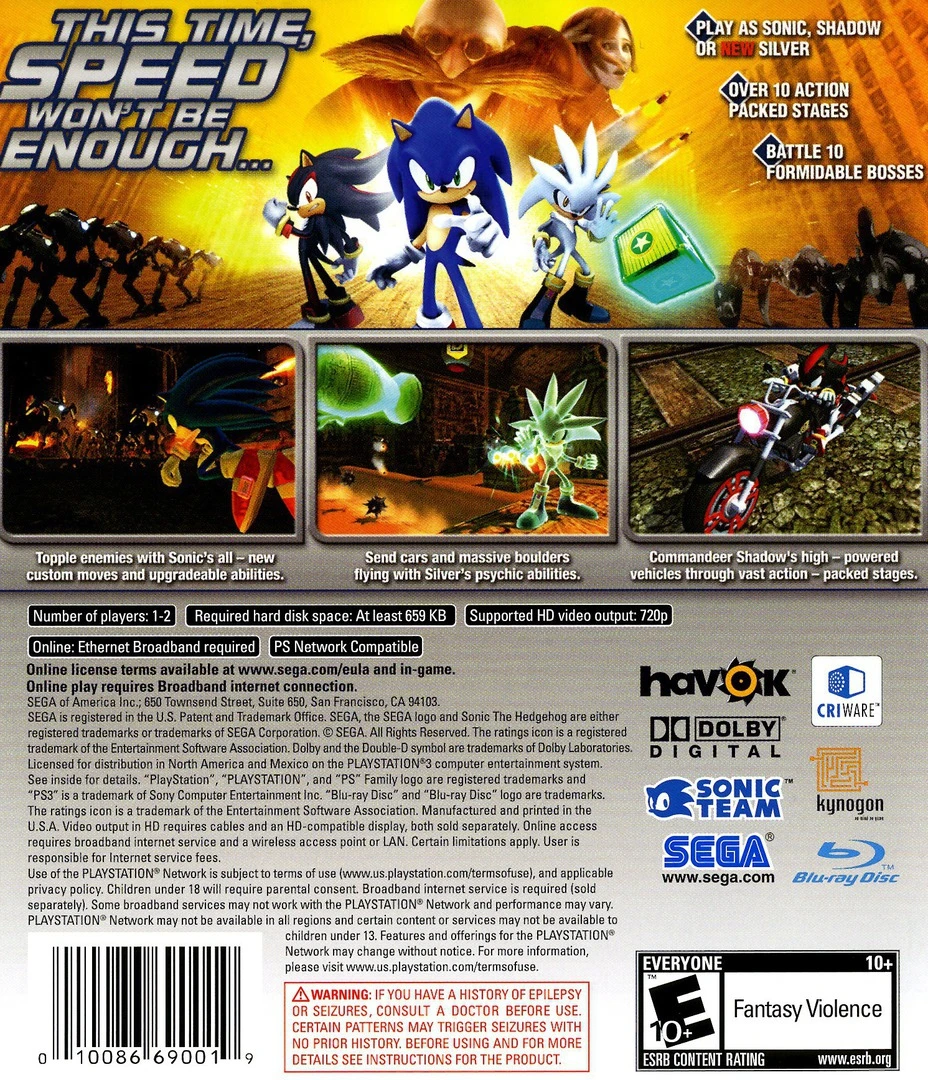 THIS TIME,
SPEED
WON'T BE
ENOUGH...
PLAY AS SONIC, SHADOW
OR NEW SILVER
OVER 10 ACTION
PACKED STAGES
BATTLE 10
FORMIDABLE BOSSES
Topple enemies with Sonic's all – new
custom moves and upgradeable abilities.
Send cars and massive boulders
flying with Silver's psychic abilities.
Commandeer Shadow's high – powered
vehicles through vast action – packed stages.
Number of players: 1-2
Required hard disk space: At least 659 KB
Supported HD video output: 720p
Online: Ethernet Broadband required
PS Network Compatible
Online license terms available at www.sega.com/eula and in-game.
Online play requires Broadband internet connection.
SEGA of America Inc.; 650 Townsend Street, Suite 650, San Francisco, CA 94103.
SEGA is registered in the U.S. Patent and Trademark Office. SEGA, the SEGA logo and Sonic The Hedgehog are either
registered trademarks or trademarks of SEGA Corporation. © SEGA. All Rights Reserved. The ratings icon is a registered
trademark of the Entertainment Software Association. Dolby and the Double-D symbol are trademarks of Dolby Laboratories.
Licensed for distribution in North America and Mexico on the PLAYSTATION®3 computer entertainment system.
See inside for details. "PlayStation", "PLAYSTATION", and "PS" Family logo are registered trademarks and
"PS3" is a trademark of Sony Computer Entertainment Inc. "Blu-ray Disc" and "Blu-ray Disc" logo are trademarks.
The ratings icon is a trademark of the Entertainment Software Association. Manufactured and printed in the
U.S.A. Video output in HD requires cables and an HD-compatible display, both sold separately. Online access
requires broadband internet service and a wireless access point or LAN. Certain limitations apply. User is
responsible for Internet service fees.
Use of the PLAYSTATION® Network is subject to terms of use (www.us.playstation.com/termsofuse), and applicable
privacy policy. Children under 18 will require parental consent. Broadband internet service is required (sold
separately). Some broadband services may not work with the PLAYSTATION® Network and performance may vary.
PLAYSTATION® Network may not be available in all regions and certain content or services may not be available to
children under 13. Features and offerings for the PLAYSTATION®
Network may change without notice. For more information,
please visit www.us.playstation.com/termsofuse.
havok
CRIWARE™
DOLBY®
DIGITAL
SONIC
TEAM™
kynogon
SEGA®
www.sega.com
Blu-ray Disc™
0 10086 69001 9
⚠WARNING: IF YOU HAVE A HISTORY OF EPILEPSY
OR SEIZURES, CONSULT A DOCTOR BEFORE USE.
CERTAIN PATTERNS MAY TRIGGER SEIZURES WITH
NO PRIOR HISTORY. BEFORE USING AND FOR MORE
DETAILS SEE INSTRUCTIONS FOR THE PRODUCT.
EVERYONE 10+
™
E
10+
Fantasy Violence
ESRB CONTENT RATING www.esrb.org